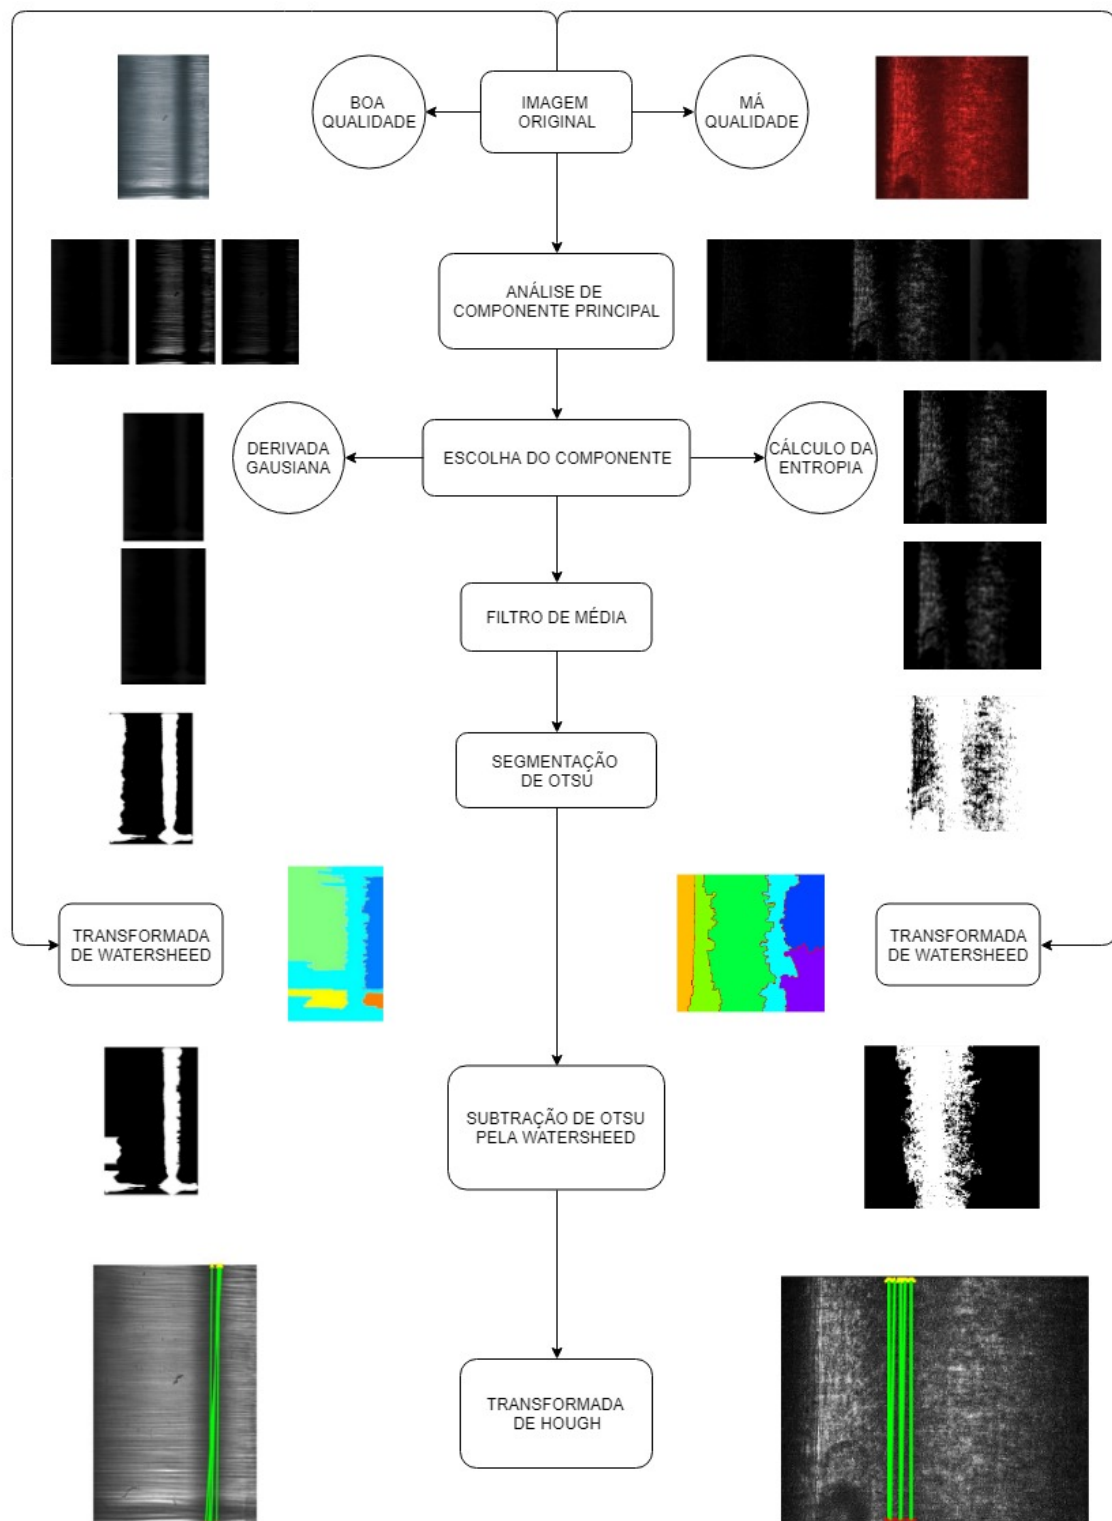 BOA
QUALIDADE
IMAGEM
ORIGINAL
MÁ
QUALIDADE
ANÁLISE DE
COMPONENTE PRINCIPAL
DERIVADA
GAUSIANA
ESCOLHA DO COMPONENTE
CÁLCULO DA
ENTROPIA
FILTRO DE MÉDIA
SEGMENTAÇÃO
DE OTSU
TRANSFORMADA
DE WATERSHEED
TRANSFORMADA
DE WATERSHEED
SUBTRAÇÃO DE OTSU
PELA WATERSHEED
TRANSFORMADA
DE HOUGH